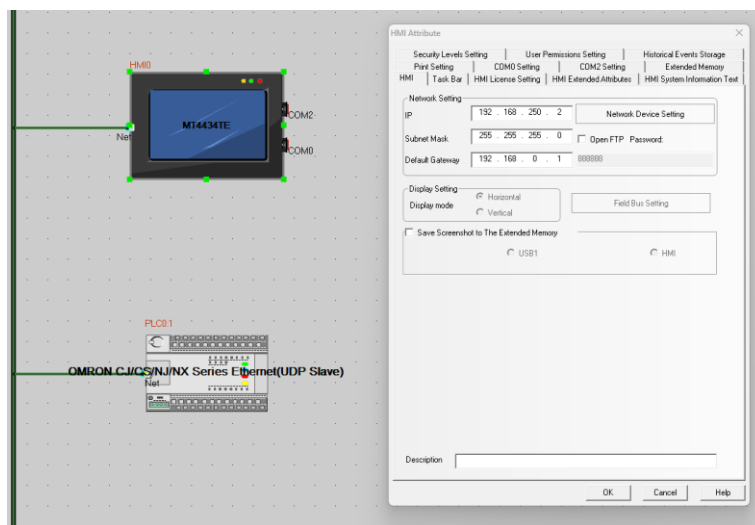 HMI0
MT4434TE
COM2
COM0
Net
PLC0:1
OMRON CJ/CS/NJ/NX Series Ethernet(UDP Slave)
Net
HMI Attribute
Security Levels Setting User Permissions Setting Historical Events Storage
Print Setting COM0 Setting COM2 Setting Extended Memory
HMI Task Bar HMI License Setting HMI Extended Attributes HMI System Information Text
Network Setting
IP 192 . 168 . 250 . 2 Network Device Setting
Subnet Mask 255 . 255 . 255 . 0 Open FTP Password:
Default Gateway 192 . 168 . 0 . 1 888888
Display Setting
Display mode Horizontal Field Bus Setting
Vertical
Save Screenshot to The Extended Memory
USB1 HMI
Description
OK Cancel Help